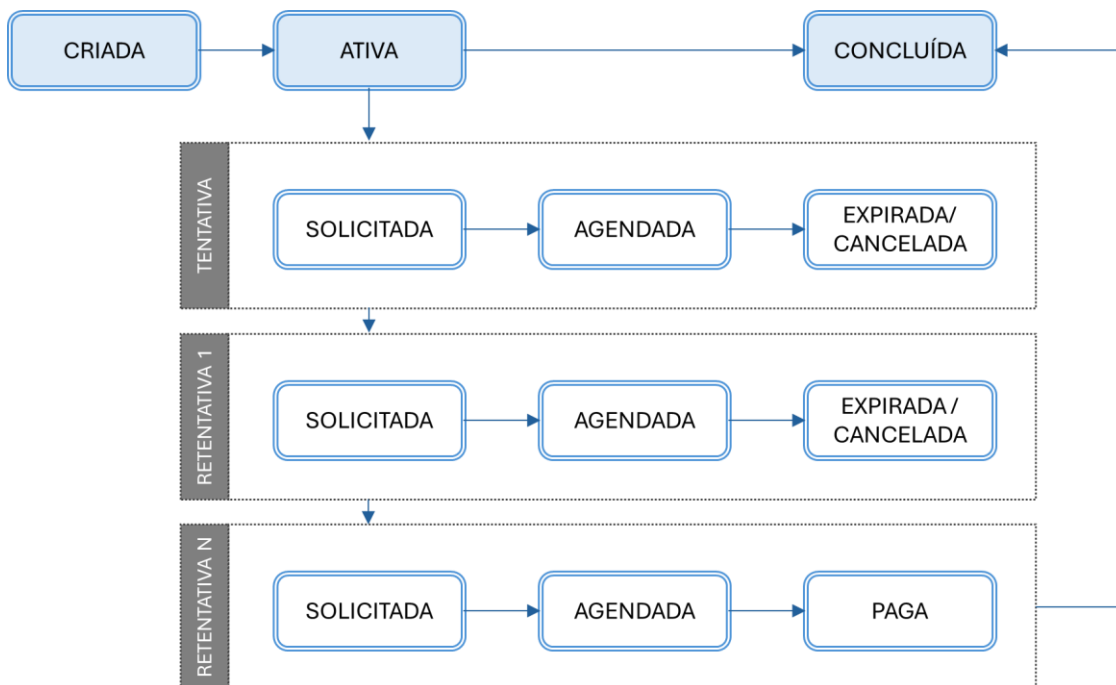 CRIADA
ATIVA
CONCLUÍDA
TENTATIVA
SOLICITADA
AGENDADA
EXPIRADA/
CANCELADA
RETENTATIVA 1
SOLICITADA
AGENDADA
EXPIRADA /
CANCELADA
RETENTATIVA N
SOLICITADA
AGENDADA
PAGA